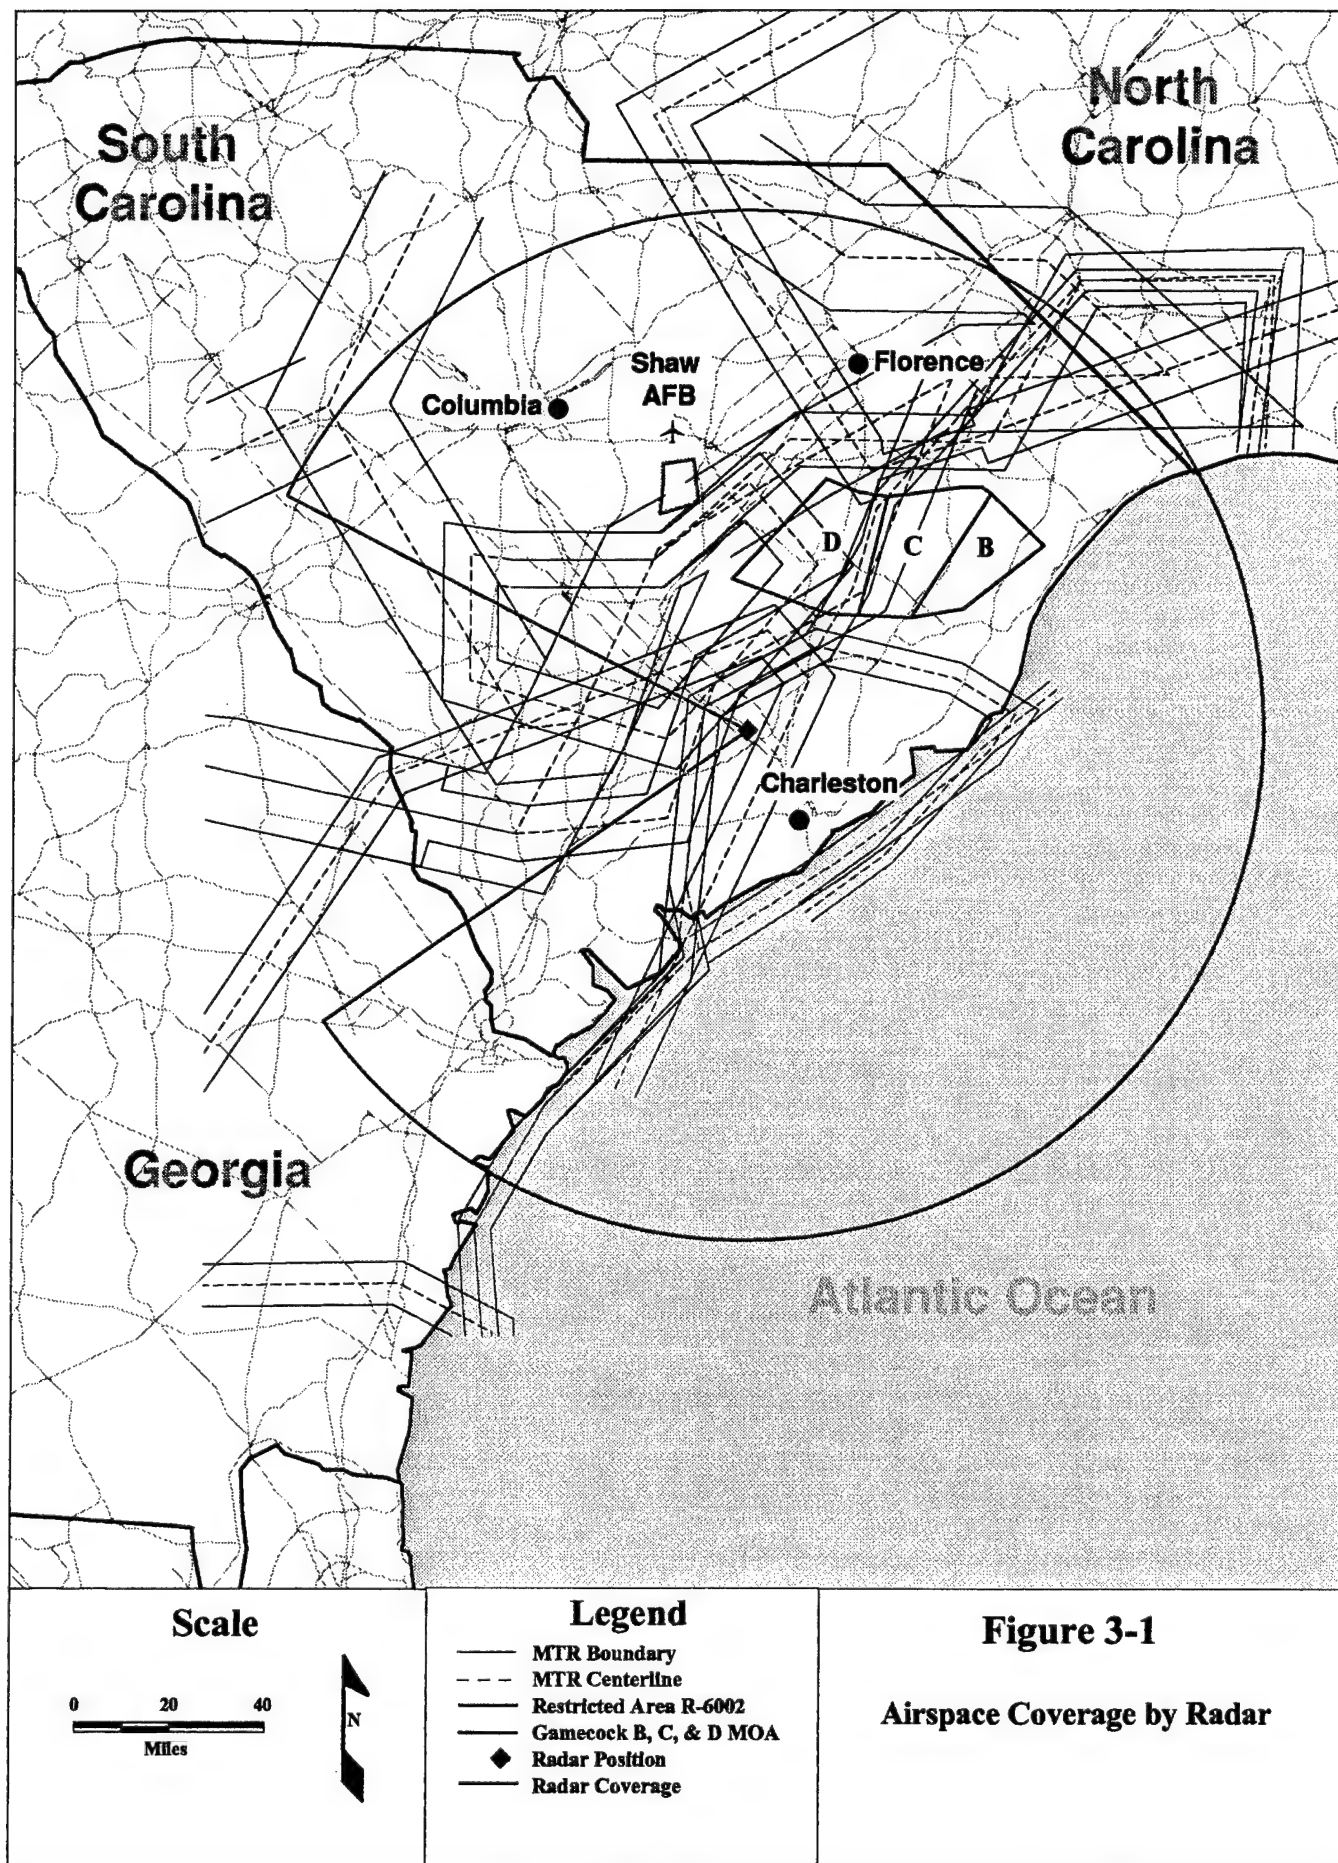 North
Carolina
South
Carolina
Shaw
AFB
Florence
Columbia
D
C
B
Charleston
Georgia
Atlantic Ocean
Scale
0 20 40
Miles
N
Legend
MTR Boundary
MTR Centerline
Restricted Area R-6002
Gamecock B, C, & D MOA
Radar Position
Radar Coverage
Figure 3-1
Airspace Coverage by Radar